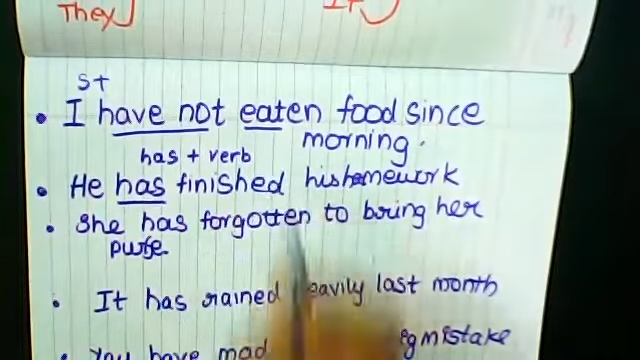 They
It
S+
• I have not eaten food since
morning.
has + verb
• He has finished his homework
• She has forgotten to bring her
purse.
• It has rained heavily last month
• You have mad mistake